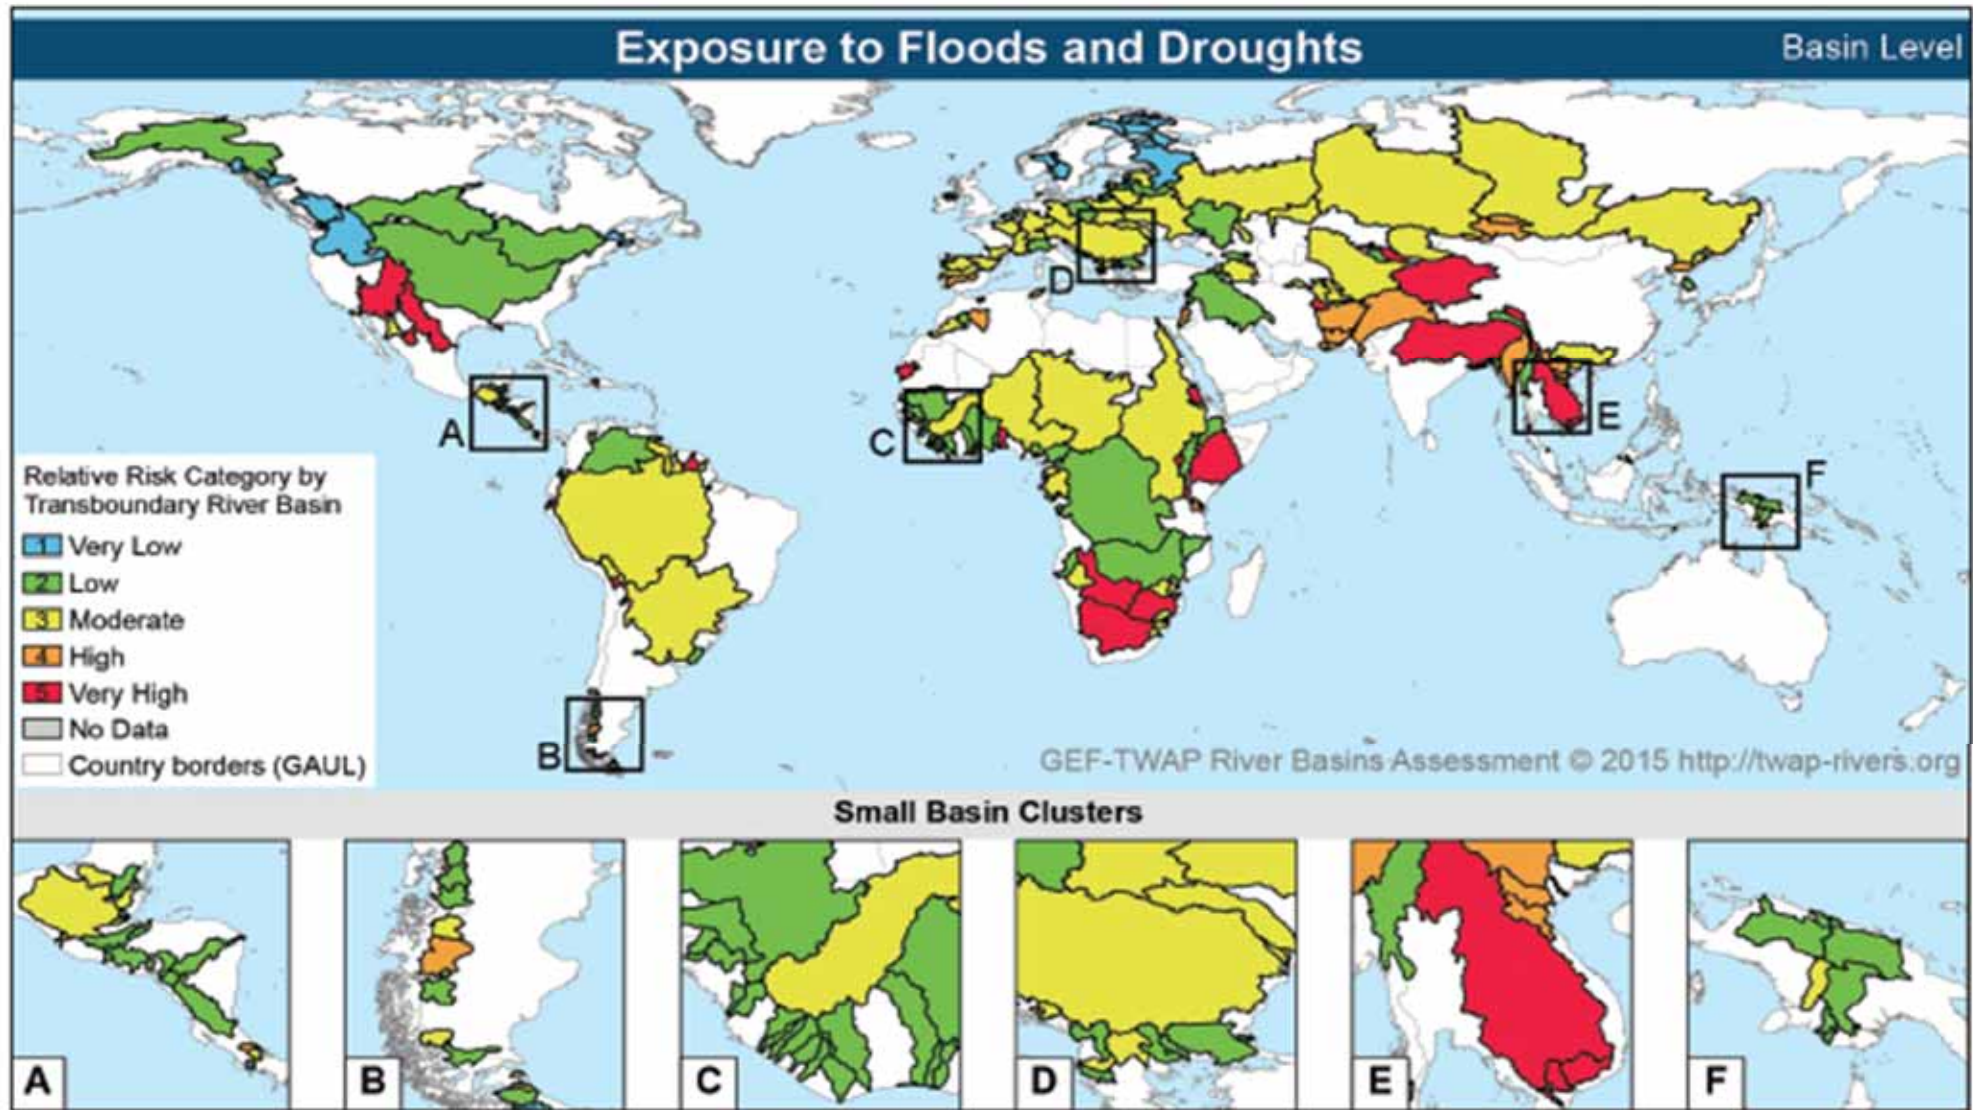 Exposure to Floods and Droughts
Basin Level
A
B
C
D
E
F
Relative Risk Category by
Transboundary River Basin
1 Very Low
2 Low
3 Moderate
4 High
5 Very High
No Data
Country borders (GAUL)
GEF-TWAP River Basins Assessment © 2015 http://twap-rivers.org
Small Basin Clusters
A
B
C
D
E
F